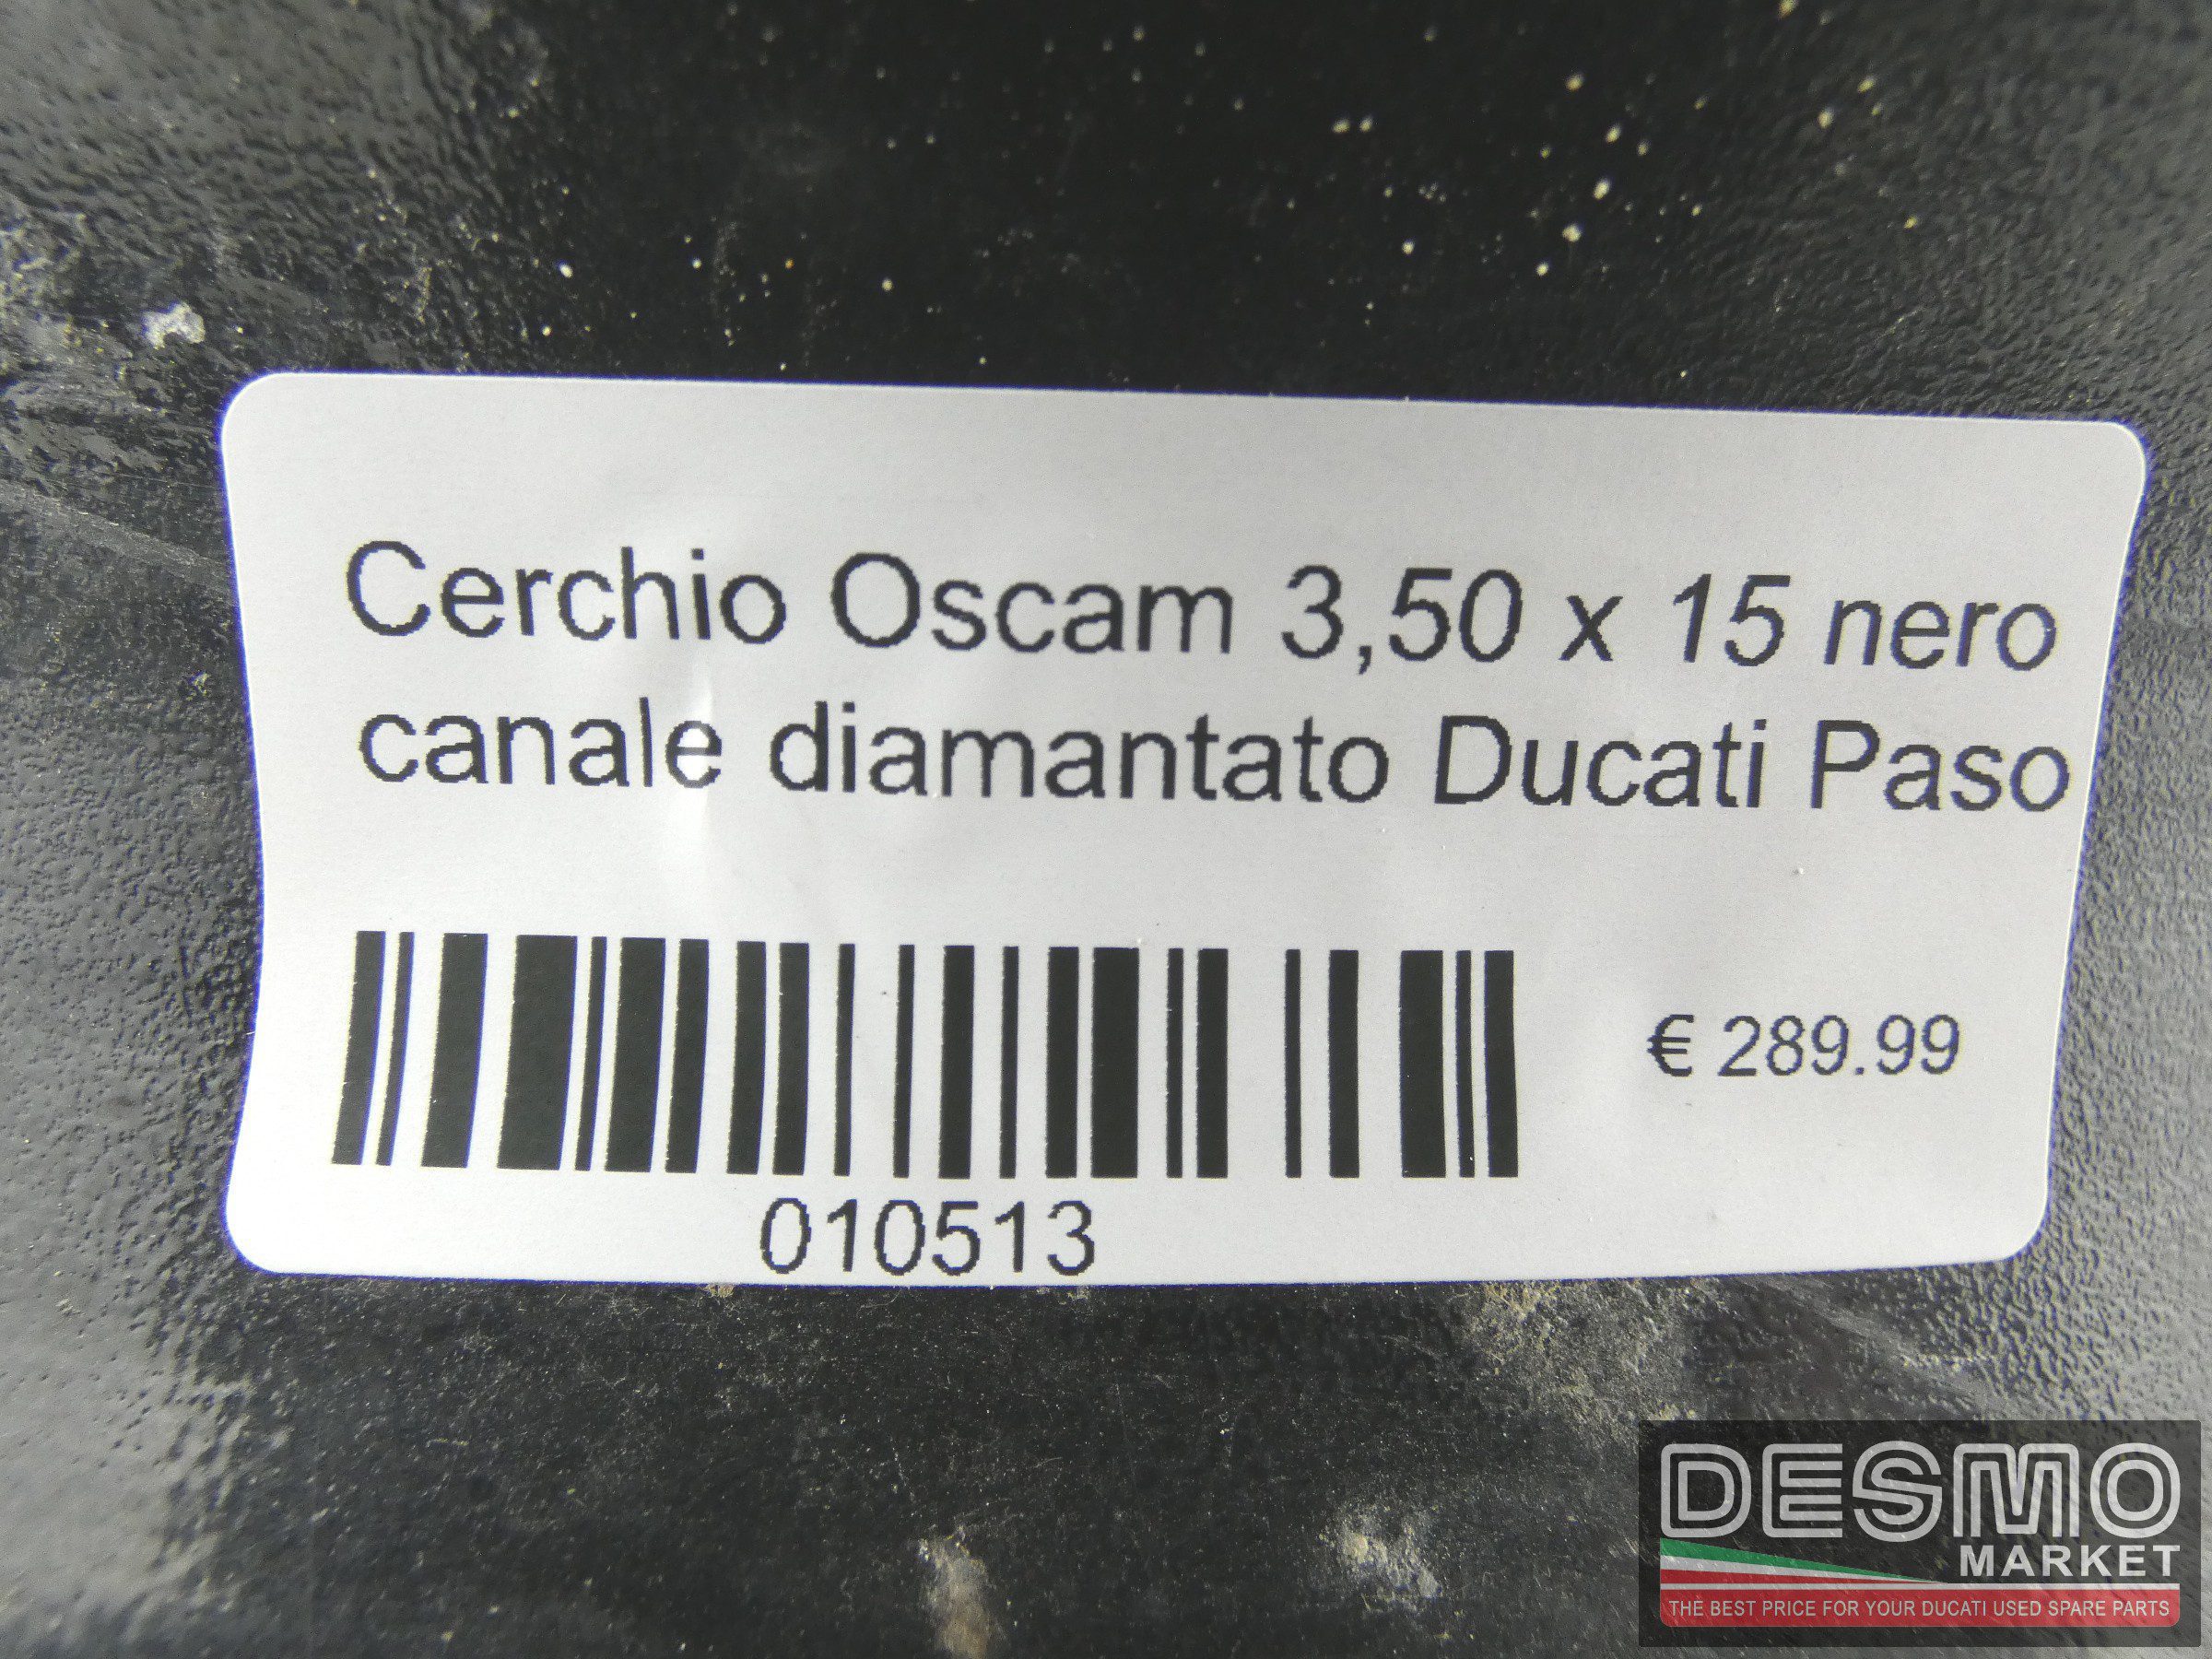 Cerchio Oscam 3,50 x 15 nero
canale diamantato Ducati Paso
€ 289.99
010513
DESMO
MARKET
THE BEST PRICE FOR YOUR DUCATI USED SPARE PARTS